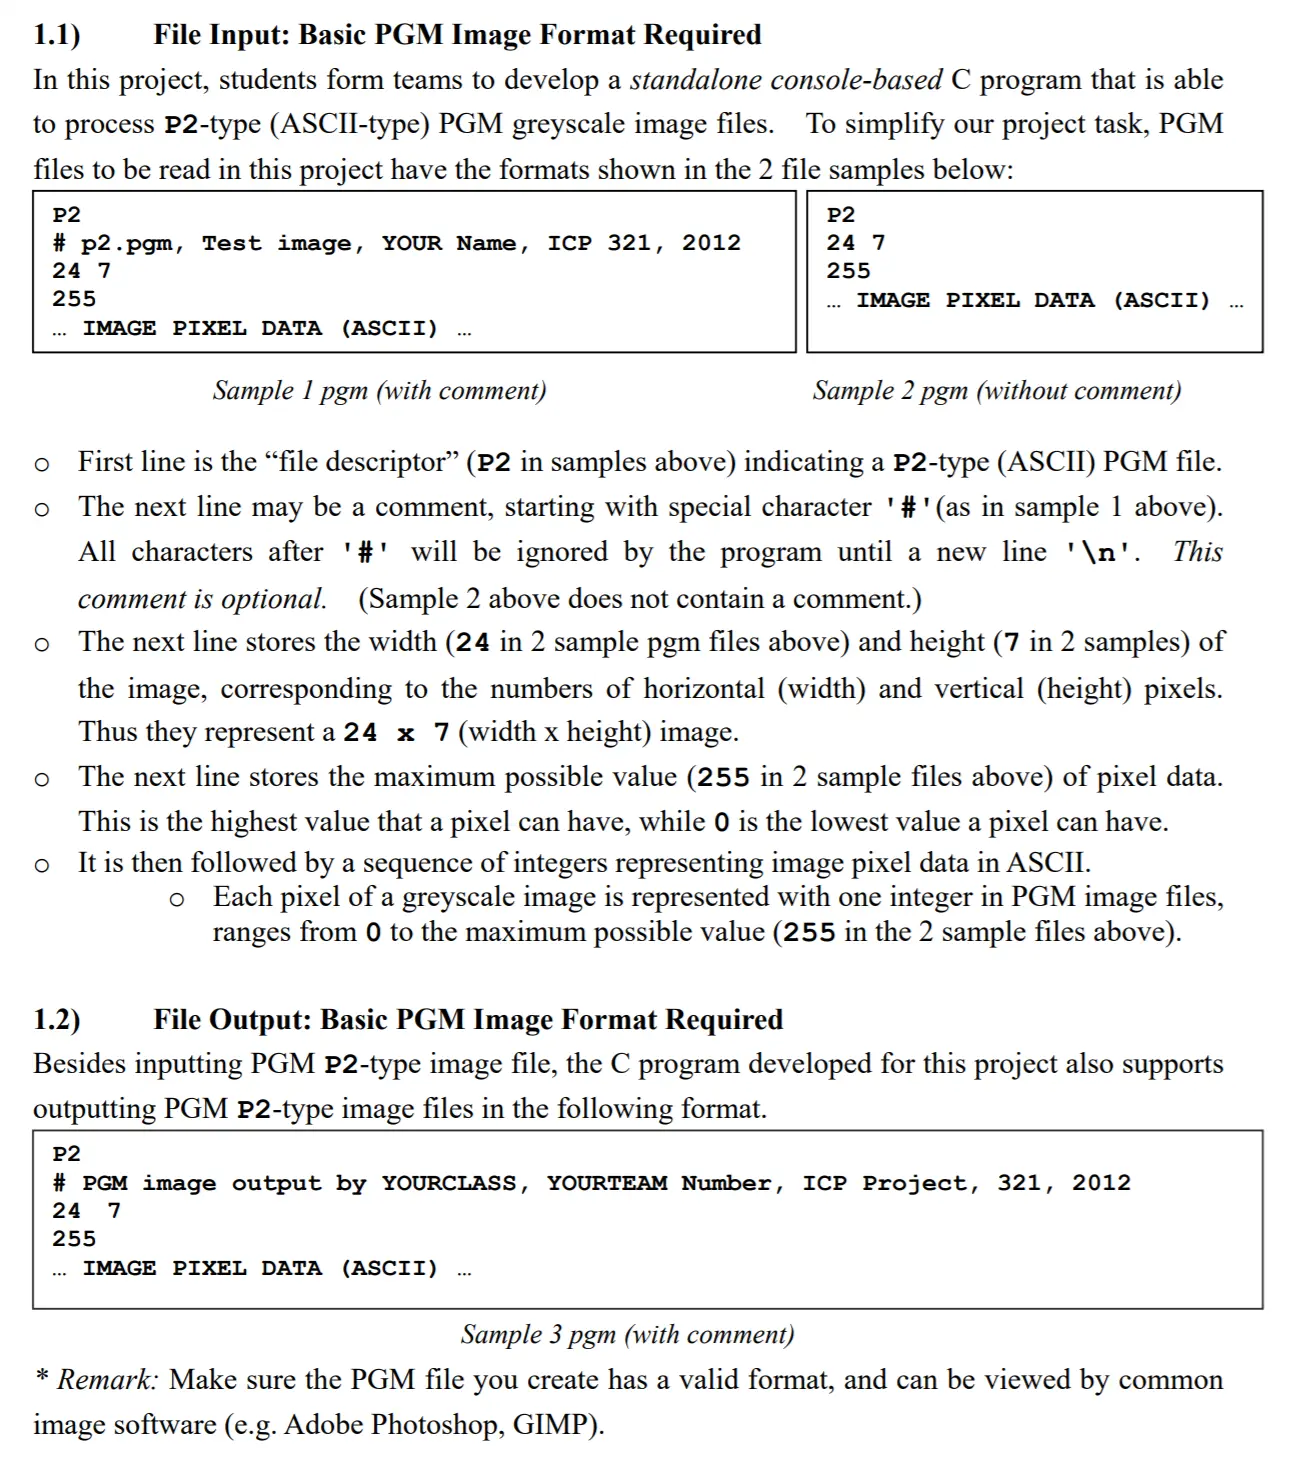 1.1) File Input: Basic PGM Image Format Required
In this project, students form teams to develop a standalone console-based C program that is able
to process P2-type (ASCII-type) PGM greyscale image files. To simplify our project task, PGM
files to be read in this project have the formats shown in the 2 file samples below:
P2
# p2.pgm, Test image, YOUR Name, ICP 321, 2012
24 7
255
… IMAGE PIXEL DATA (ASCII) …
P2
24 7
255
… IMAGE PIXEL DATA (ASCII) …
Sample 1 pgm (with comment)
Sample 2 pgm (without comment)
o First line is the “file descriptor” (P2 in samples above) indicating a P2-type (ASCII) PGM file.
o The next line may be a comment, starting with special character '#'(as in sample 1 above).
All characters after '#' will be ignored by the program until a new line '\n'. This
comment is optional. (Sample 2 above does not contain a comment.)
o The next line stores the width (24 in 2 sample pgm files above) and height (7 in 2 samples) of
the image, corresponding to the numbers of horizontal (width) and vertical (height) pixels.
Thus they represent a 24 x 7 (width x height) image.
o The next line stores the maximum possible value (255 in 2 sample files above) of pixel data.
This is the highest value that a pixel can have, while 0 is the lowest value a pixel can have.
o It is then followed by a sequence of integers representing image pixel data in ASCII.
o Each pixel of a greyscale image is represented with one integer in PGM image files,
ranges from 0 to the maximum possible value (255 in the 2 sample files above).
1.2) File Output: Basic PGM Image Format Required
Besides inputting PGM P2-type image file, the C program developed for this project also supports
outputting PGM P2-type image files in the following format.
P2
# PGM image output by YOURCLASS, YOURTEAM Number, ICP Project, 321, 2012
24 7
255
… IMAGE PIXEL DATA (ASCII) …
Sample 3 pgm (with comment)
* Remark: Make sure the PGM file you create has a valid format, and can be viewed by common
image software (e.g. Adobe Photoshop, GIMP).